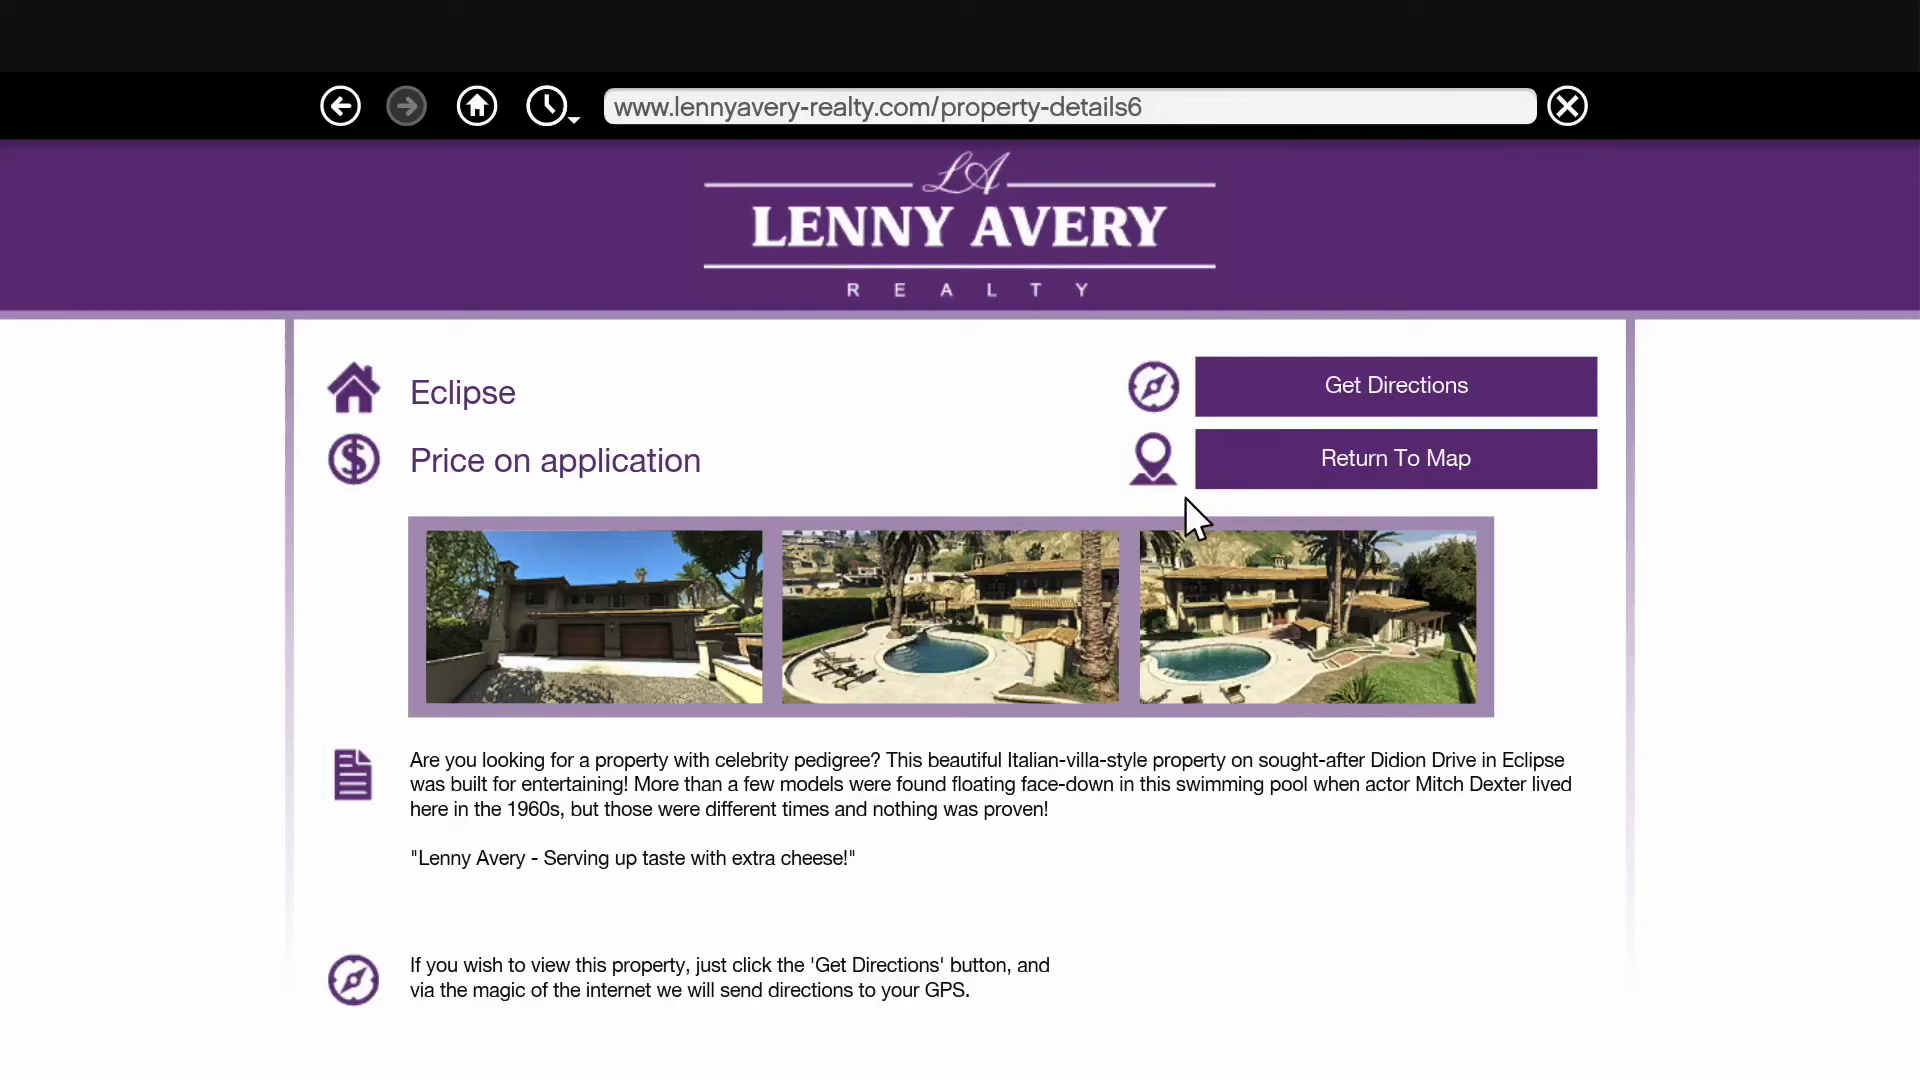 www.lennyavery-realty.com/property-details6
LA
LENNY AVERY
REALTY
Eclipse
Get Directions
Price on application
Return To Map
Are you looking for a property with celebrity pedigree? This beautiful Italian-villa-style property on sought-after Didion Drive in Eclipse
was built for entertaining! More than a few models were found floating face-down in this swimming pool when actor Mitch Dexter lived
here in the 1960s, but those were different times and nothing was proven!
"Lenny Avery - Serving up taste with extra cheese!"
If you wish to view this property, just click the 'Get Directions' button, and
via the magic of the internet we will send directions to your GPS.